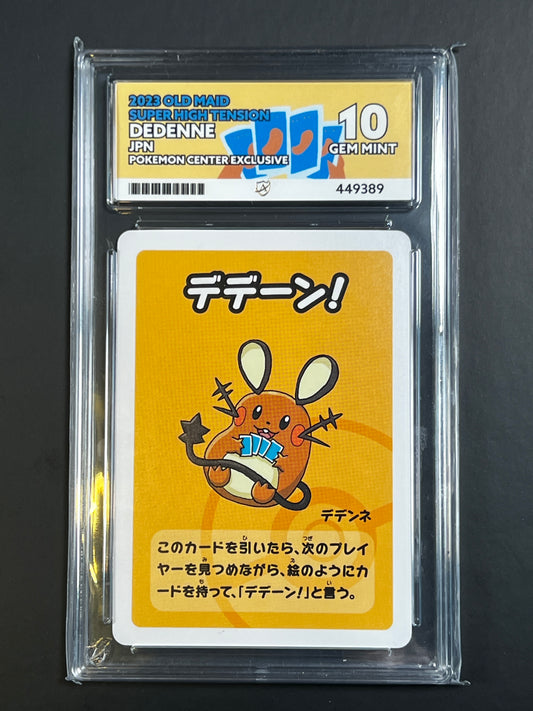 2023 OLD MAID
SUPER HIGH TENSION
DEDENNE
JPN
POKEMON CENTER EXCLUSIVE
10
GEM MINT
449389
デデーン!
デデンネ
このカードを引いたら、次のプレイ
ヤーを見つめながら、絵のようにカ
ードを持って、「デデーン!」と言う。